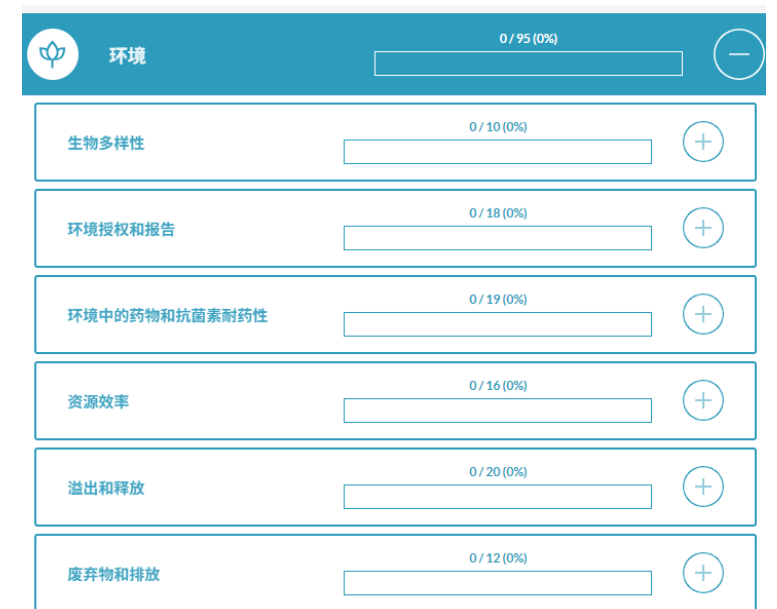 环境
0 / 95 (0%)
生物多样性
0 / 10 (0%)
环境授权和报告
0 / 18 (0%)
环境中的药物和抗菌素耐药性
0 / 19 (0%)
资源效率
0 / 16 (0%)
溢出和释放
0 / 20 (0%)
废弃物和排放
0 / 12 (0%)